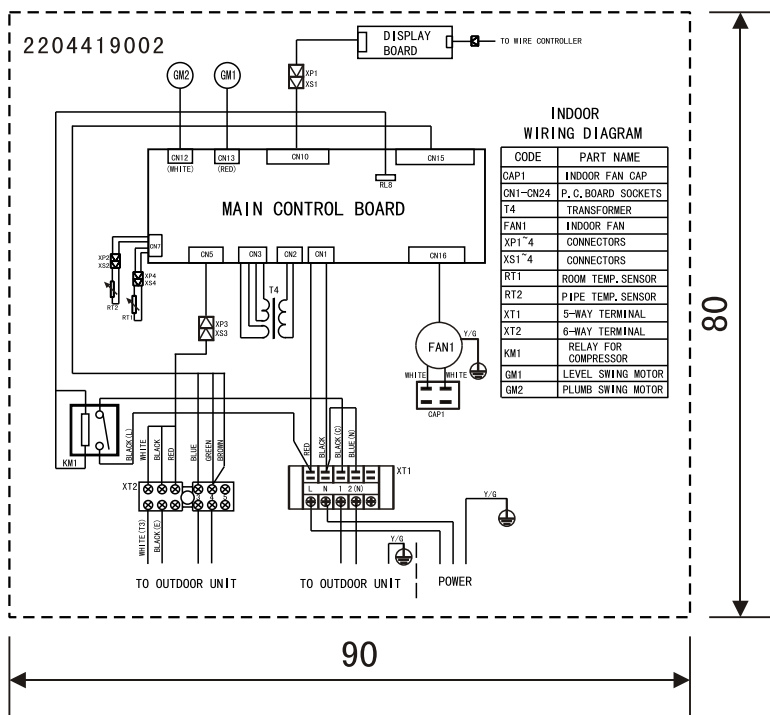 2204419002
DISPLAY
BOARD
TO WIRE CONTROLLER
GM2
GM1
XP1
XS1
CN12
(WHITE)
CN13
(RED)
CN10
CN15
RL8
MAIN CONTROL BOARD
CN7
CN5
CN3
CN2
CN1
CN16
XP2
XS2
RT2
XP4
XS4
RT1
T4
XP3
XS3
FAN1
Y/G
WHITE
WHITE
CAP1
KM1
BLACK(L)
WHITE
BLACK
RED
BLUE
GREEN
BROWN
RED
BLACK
BLACK(C)
BLUE(N)
XT2
XT1
L
N
1
2(N)
WHITE(T3)
BLACK(E)
Y/G
Y/G
TO OUTDOOR UNIT
TO OUTDOOR UNIT
POWER
INDOOR
WIRING DIAGRAM
CODE PART NAME
CAP1 INDOOR FAN CAP
CN1-CN24 P.C.BOARD SOCKETS
T4 TRANSFORMER
FAN1 INDOOR FAN
XP1~4 CONNECTORS
XS1~4 CONNECTORS
RT1 ROOM TEMP.SENSOR
RT2 PIPE TEMP.SENSOR
XT1 5-WAY TERMINAL
XT2 6-WAY TERMINAL
KM1 RELAY FOR
COMPRESSOR
GM1 LEVEL SWING MOTOR
GM2 PLUMB SWING MOTOR
80
90